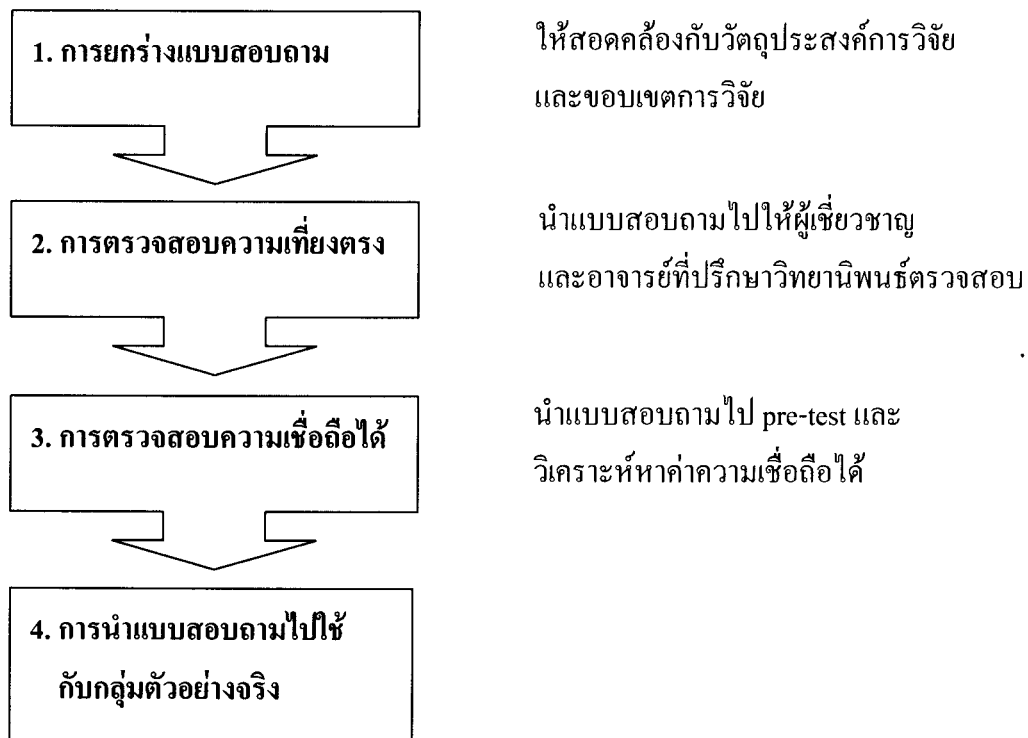 1. การยกร่างแบบสอบถาม
ให้สอดคล้องกับวัตถุประสงค์การวิจัย
และขอบเขตการวิจัย
2. การตรวจสอบความเที่ยงตรง
นำแบบสอบถามไปให้ผู้เชี่ยวชาญ
และอาจารย์ที่ปรึกษาวิทยานิพนธ์ตรวจสอบ
3. การตรวจสอบความเชื่อถือได้
นำแบบสอบถามไป pre-test และ
วิเคราะห์หาค่าความเชื่อถือได้
4. การนำแบบสอบถามไปใช้
กับกลุ่มตัวอย่างจริง